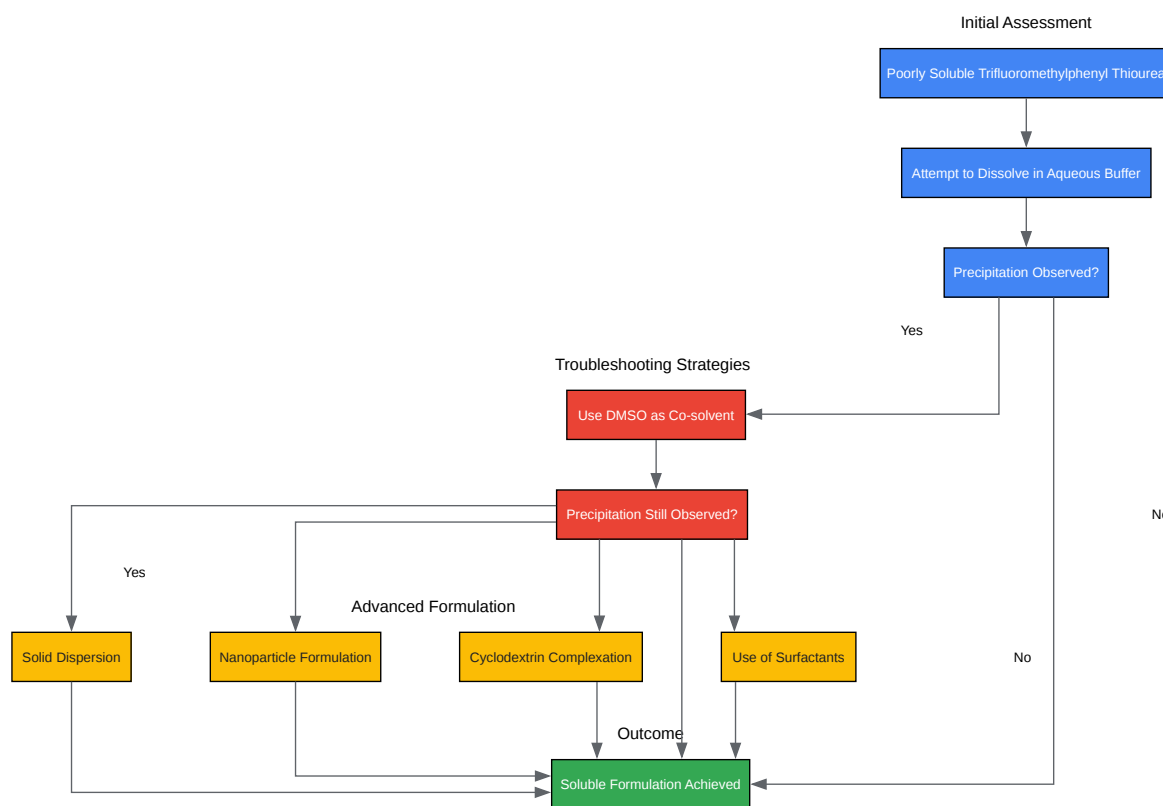 Initial Assessment
Poorly Soluble Trifluoromethylphenyl Thiourea
Attempt to Dissolve in Aqueous Buffer
Precipitation Observed?
Yes
Troubleshooting Strategies
Use DMSO as Co-solvent
Precipitation Still Observed?
No
Yes
Advanced Formulation
Solid Dispersion
Nanoparticle Formulation
Cyclodextrin Complexation
Use of Surfactants
No
Outcome
Soluble Formulation Achieved